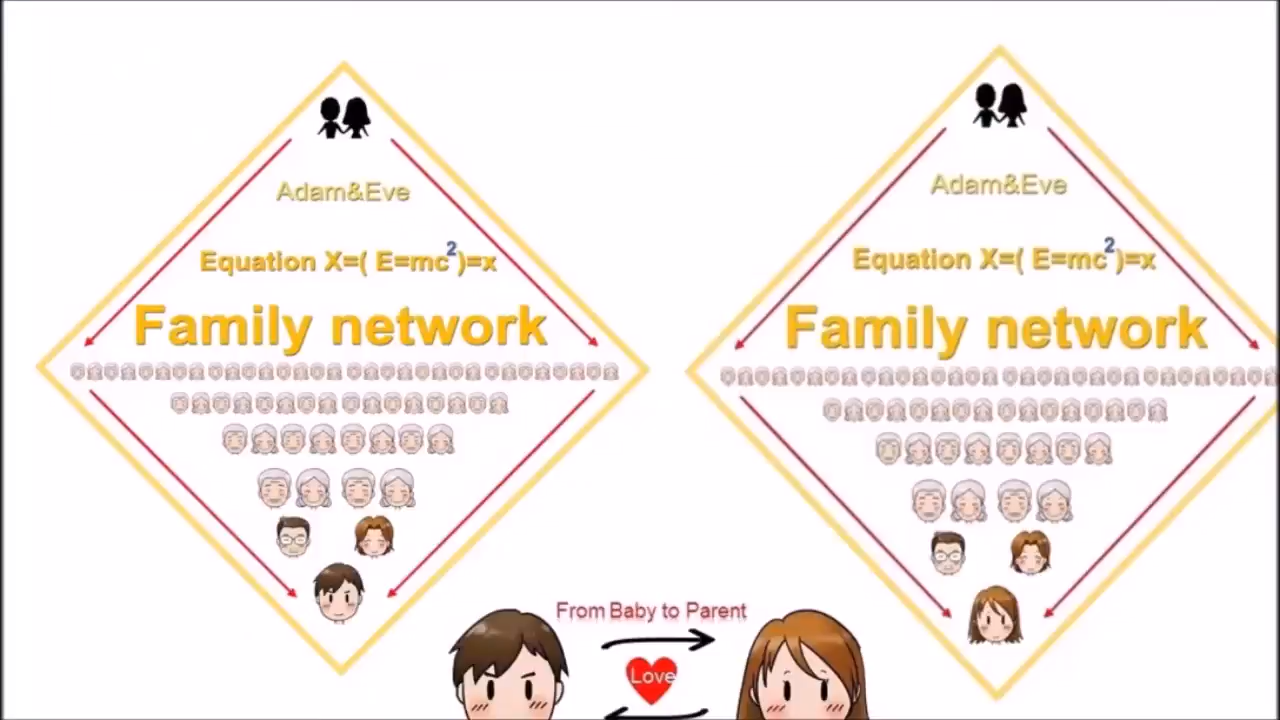 Adam&Eve
Equation X=( E=mc²)=x
Family network
Adam&Eve
Equation X=( E=mc²)=x
Family network
From Baby to Parent
Love